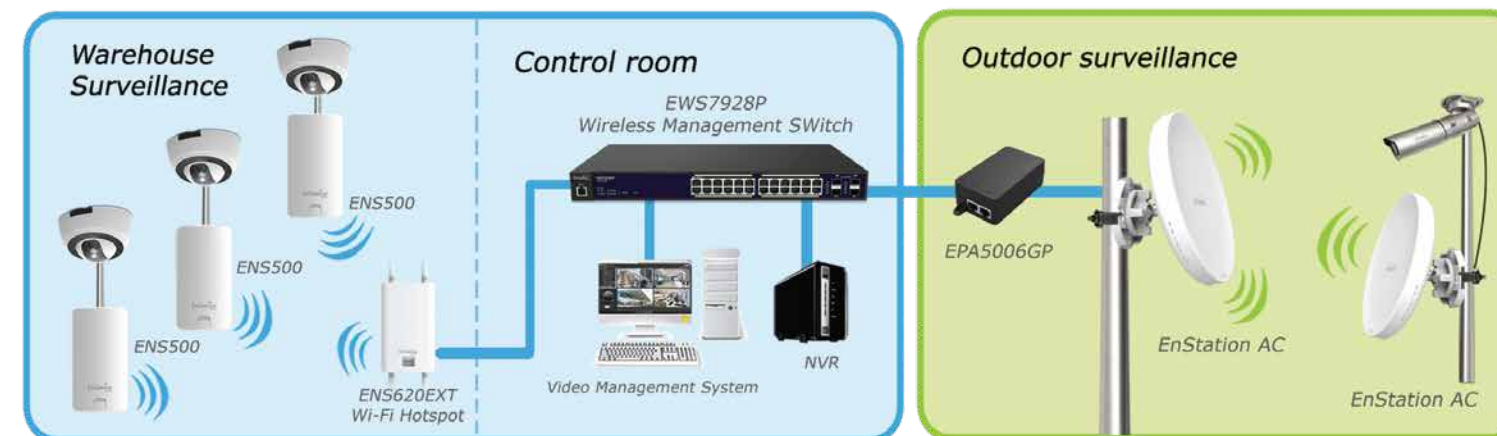 Warehouse
Surveillance
ENS500
ENS500
ENS500
ENS620EXT
Wi-Fi Hotspot
Control room
EWS7928P
Wireless Management SWitch
Video Management System
NVR
Outdoor surveillance
EPA5006GP
EnStation AC
EnStation AC